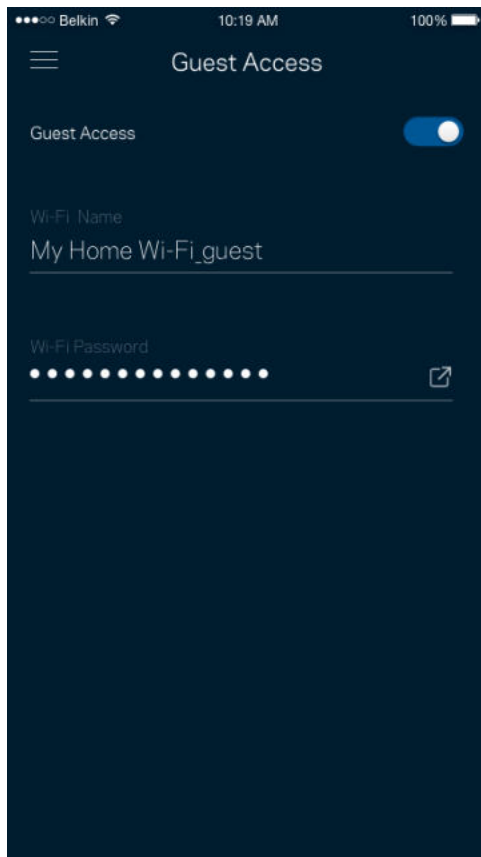 ●●●○○ Belkin 10:19 AM 100%
Guest Access
Guest Access
Wi-Fi Name
My Home Wi-Fi_guest
Wi-Fi Password
●●●●●●●●●●●●●●